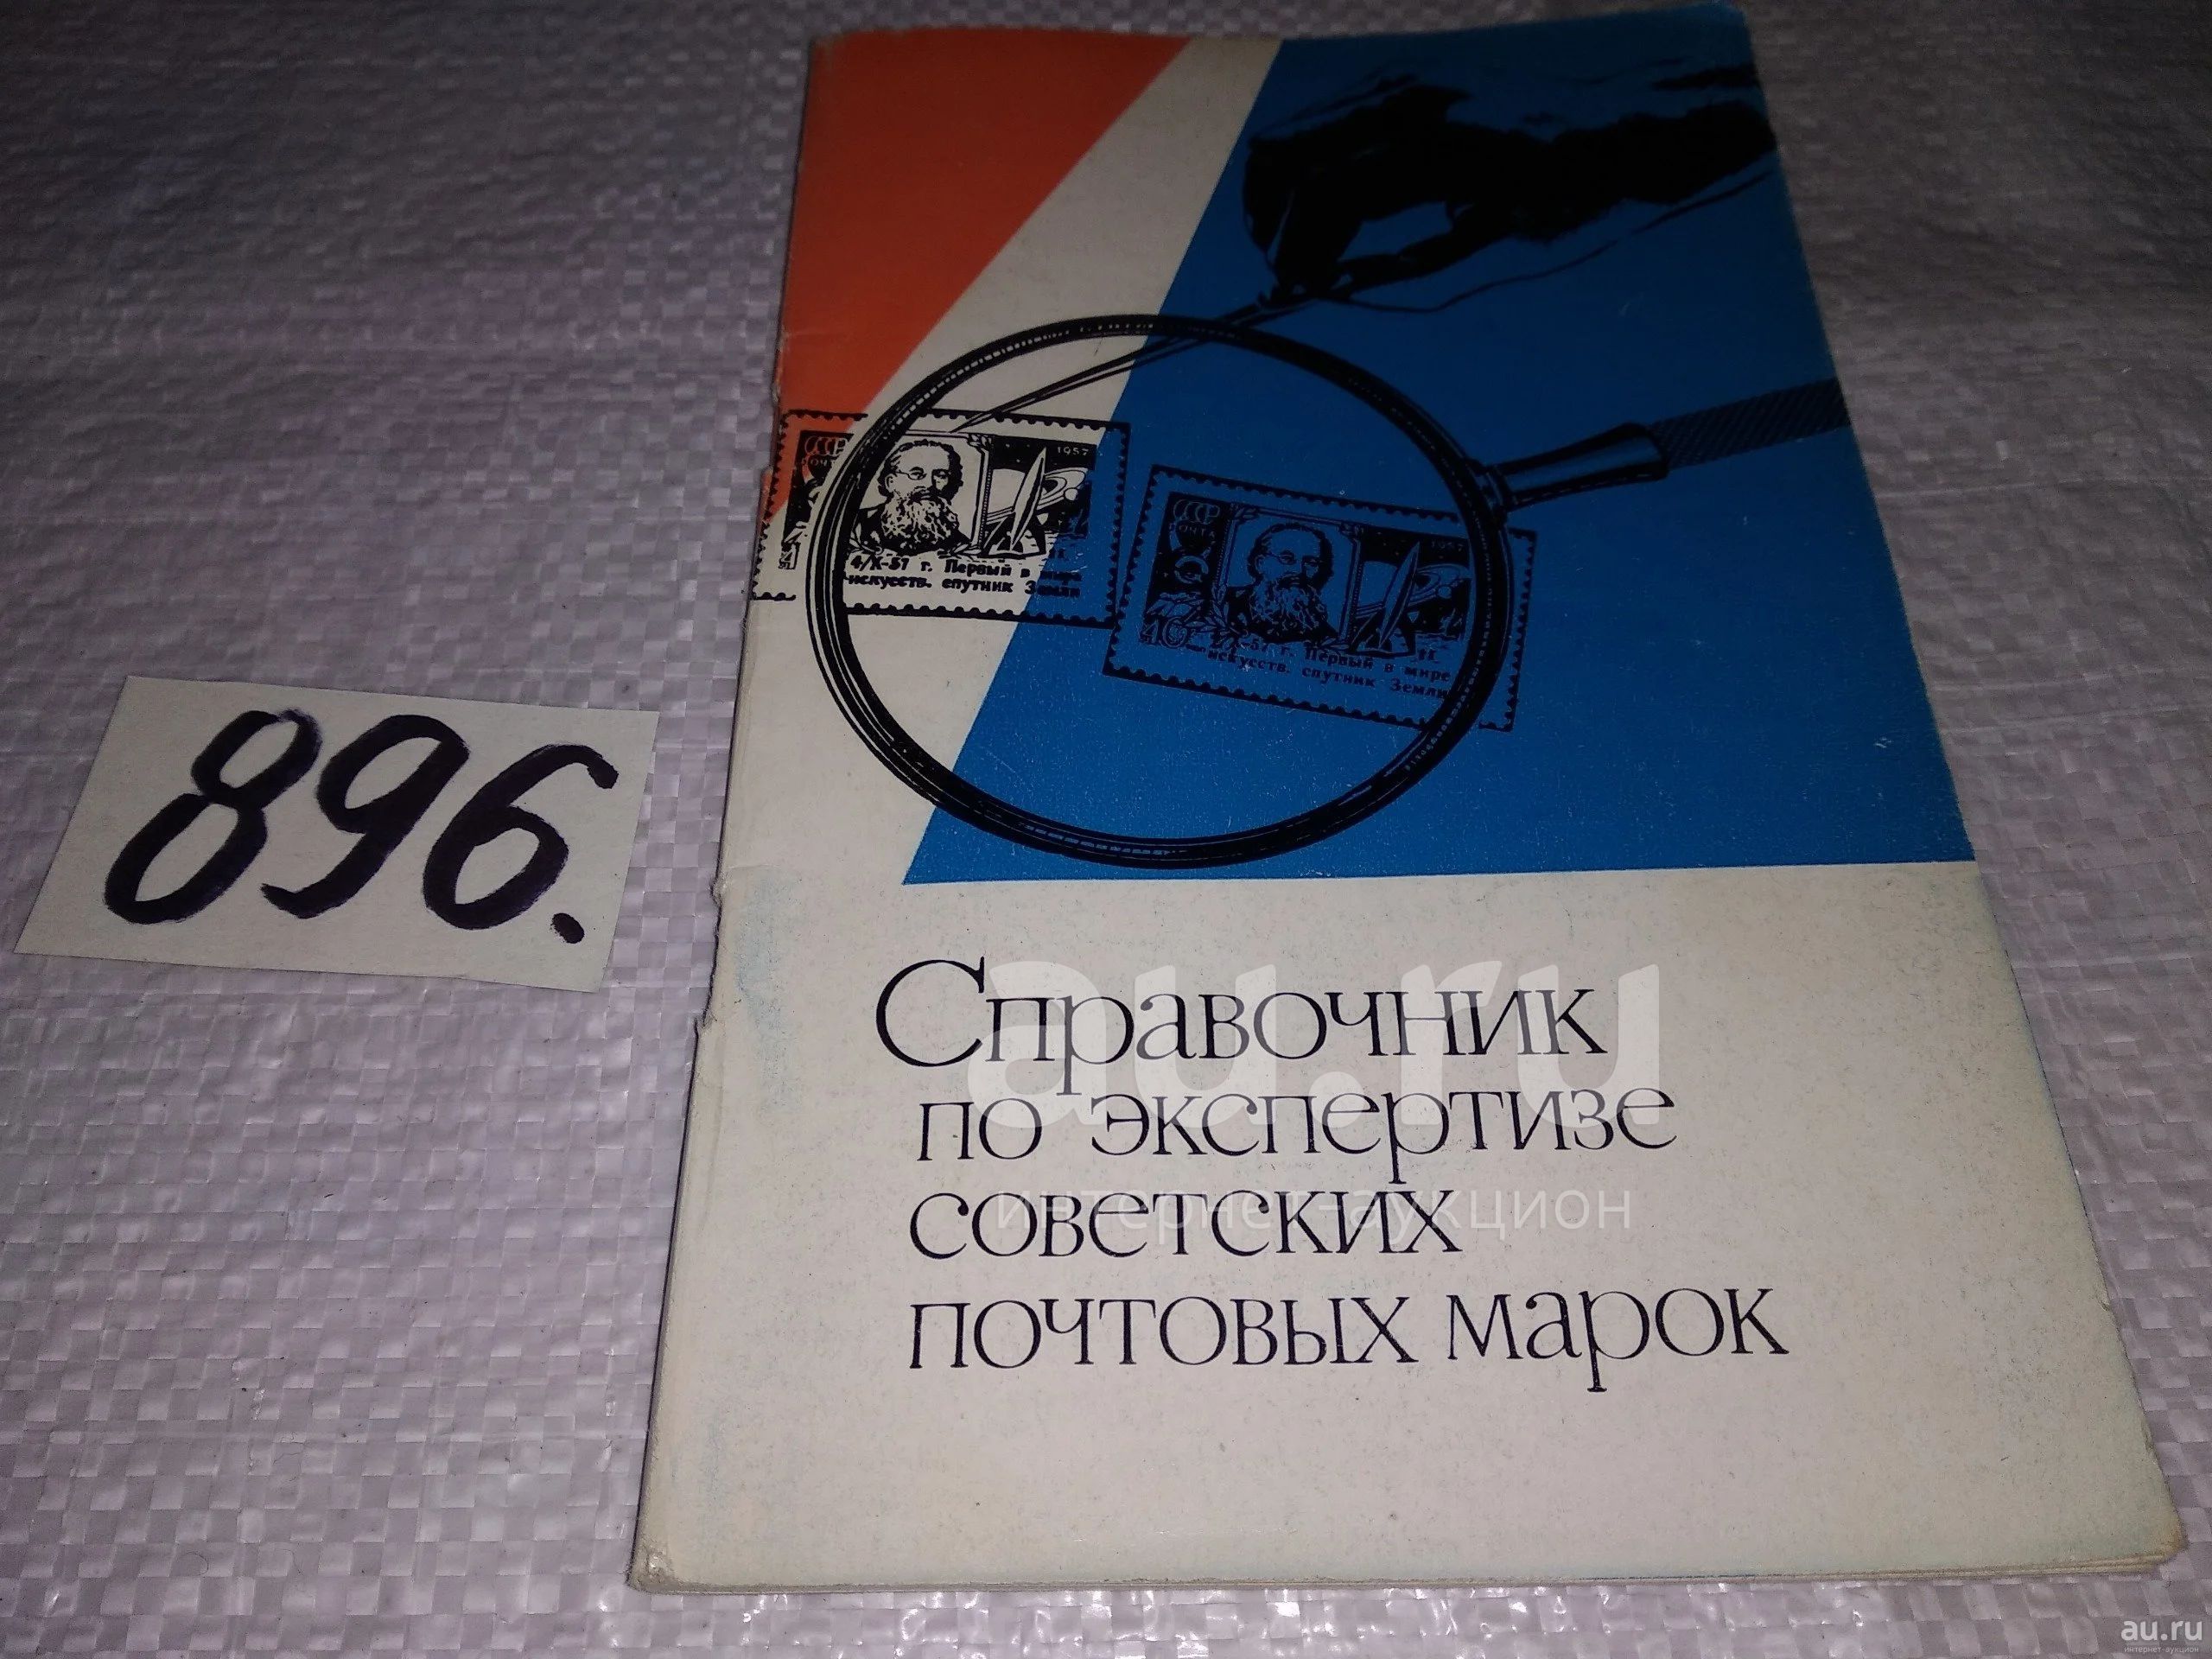 896.
СССР
1957
4/X-57 г. Первый в мире
искусств. спутник Земли
СССР
ПОЧТА
1957
4/X-57 г. Первый в мире
искусств. спутник Земли
Справочник
по экспертизе
советских
почтовых марок
au.ru
интернет-аукцион
au.ru
интернет-аукцион